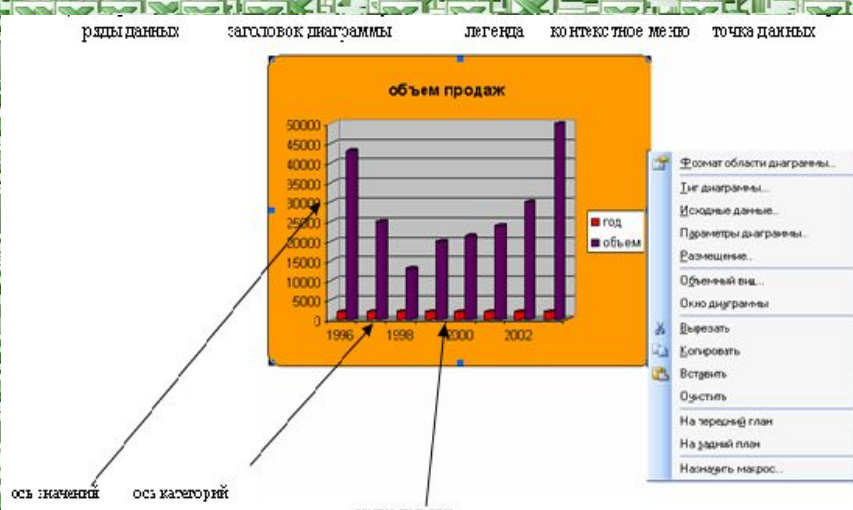 ряды данных заголовок диаграммы легенда контекстное меню точка данных
объем продаж
50000
45000
40000
35000
30000
25000
20000
15000
10000
5000
0
1996 1998 2000 2002
год
объем
Формат области диаграммы...
Тип диаграммы...
Исходные данные...
Параметры диаграммы...
Размещение...
Объемный вид...
Окно диаграммы
Вырезать
Копировать
Вставить
Очистить
На передний план
На задний план
Назначить макрос...
ось значений ось категорий